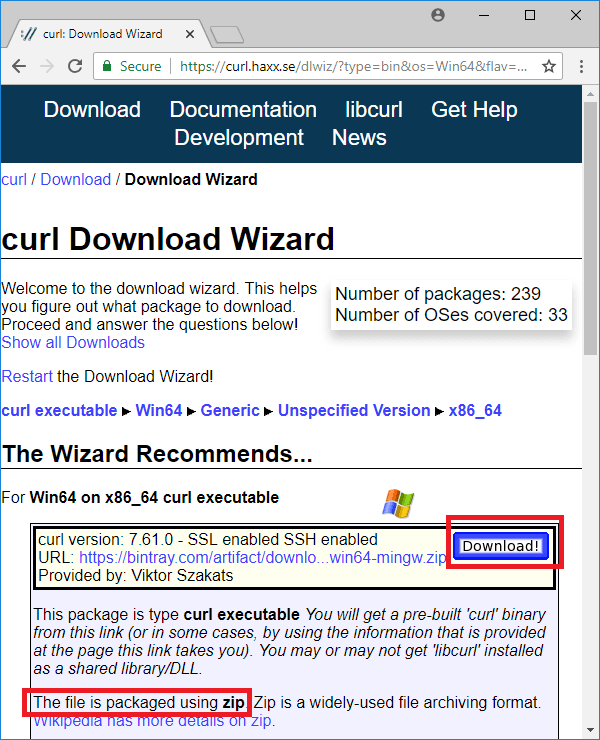 curl: Download Wizard
Secure https://curl.haxx.se/dlwiz/?type=bin&os=Win64&flav=...
Download Documentation libcurl Get Help
Development News
curl / Download / Download Wizard
curl Download Wizard
Welcome to the download wizard. This helps
you figure out what package to download.
Proceed and answer the questions below!
Show all Downloads
Number of packages: 239
Number of OSes covered: 33
Restart the Download Wizard!
curl executable ▸ Win64 ▸ Generic ▸ Unspecified Version ▸ x86_64
The Wizard Recommends...
For Win64 on x86_64 curl executable
curl version: 7.61.0 - SSL enabled SSH enabled
URL: https://bintray.com/artifact/downlo...win64-mingw.zip
Provided by: Viktor Szakats
Download!
This package is type curl executable You will get a pre-built 'curl' binary
from this link (or in some cases, by using the information that is provided
at the page this link takes you). You may or may not get 'libcurl' installed
as a shared library/DLL.
The file is packaged using zip. Zip is a widely-used file archiving format.
Wikipedia has more details on zip.